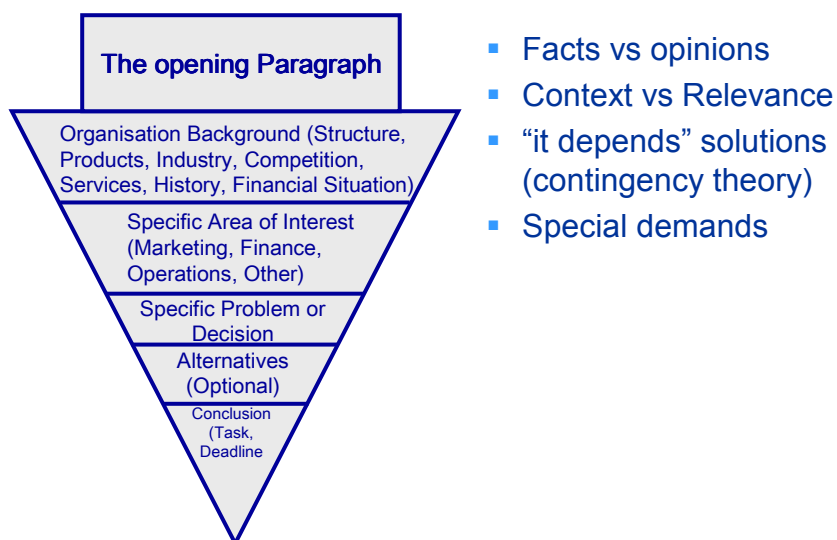 The opening Paragraph
Organisation Background (Structure,
Products, Industry, Competition,
Services, History, Financial Situation)
Specific Area of Interest
(Marketing, Finance,
Operations, Other)
Specific Problem or
Decision
Alternatives
(Optional)
Conclusion
(Task,
Deadline
▪ Facts vs opinions
▪ Context vs Relevance
▪ “it depends” solutions
(contingency theory)
▪ Special demands